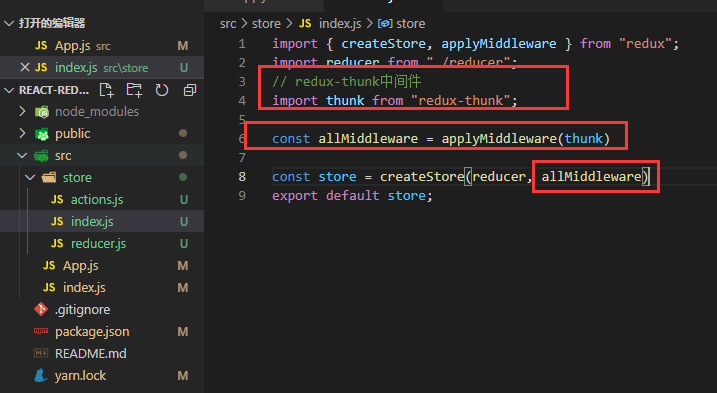 打开的编辑器
JS App.js M
JS index.js src\store U
REACT-RED...
node_modules
public
src
store
JS actions.js U
JS index.js U
JS reducer.js U
JS App.js M
JS index.js M
.gitignore
package.json M
README.md
yarn.lock M
src > store > JS index.js > store
1 import { createStore, applyMiddleware } from "redux";
2 import reducer from "./reducer";
3 // redux-thunk中间件
4 import thunk from "redux-thunk";
5
6 const allMiddleware = applyMiddleware(thunk)
7
8 const store = createStore(reducer, allMiddleware)
9 export default store;